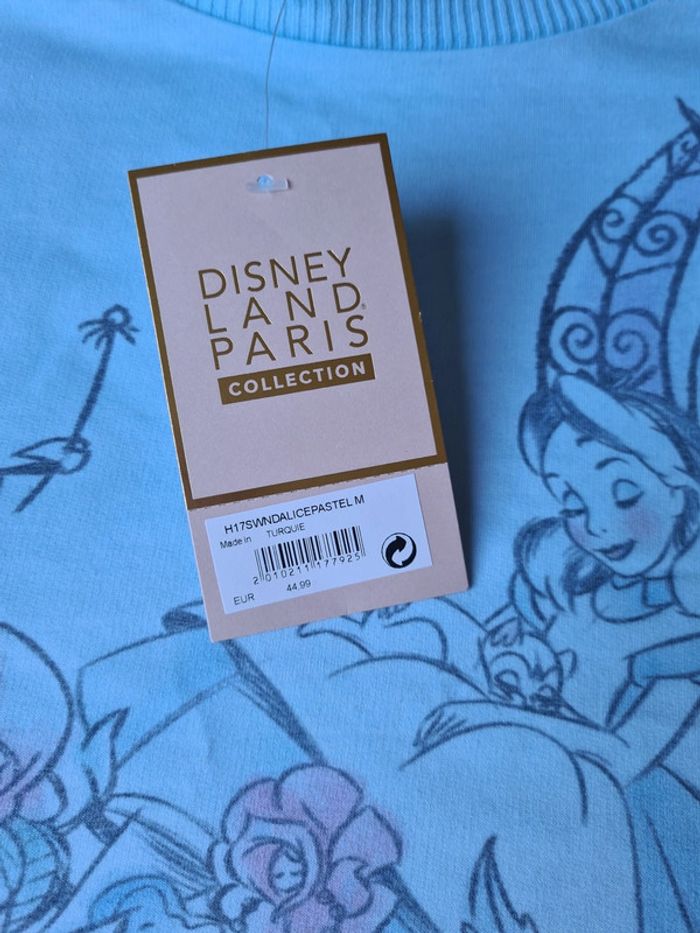 DISNEY
LAND®
PARIS
COLLECTION
H17SWNDALICEPASTEL M
Made in TURQUIE
2 010211 177925
EUR 44,99